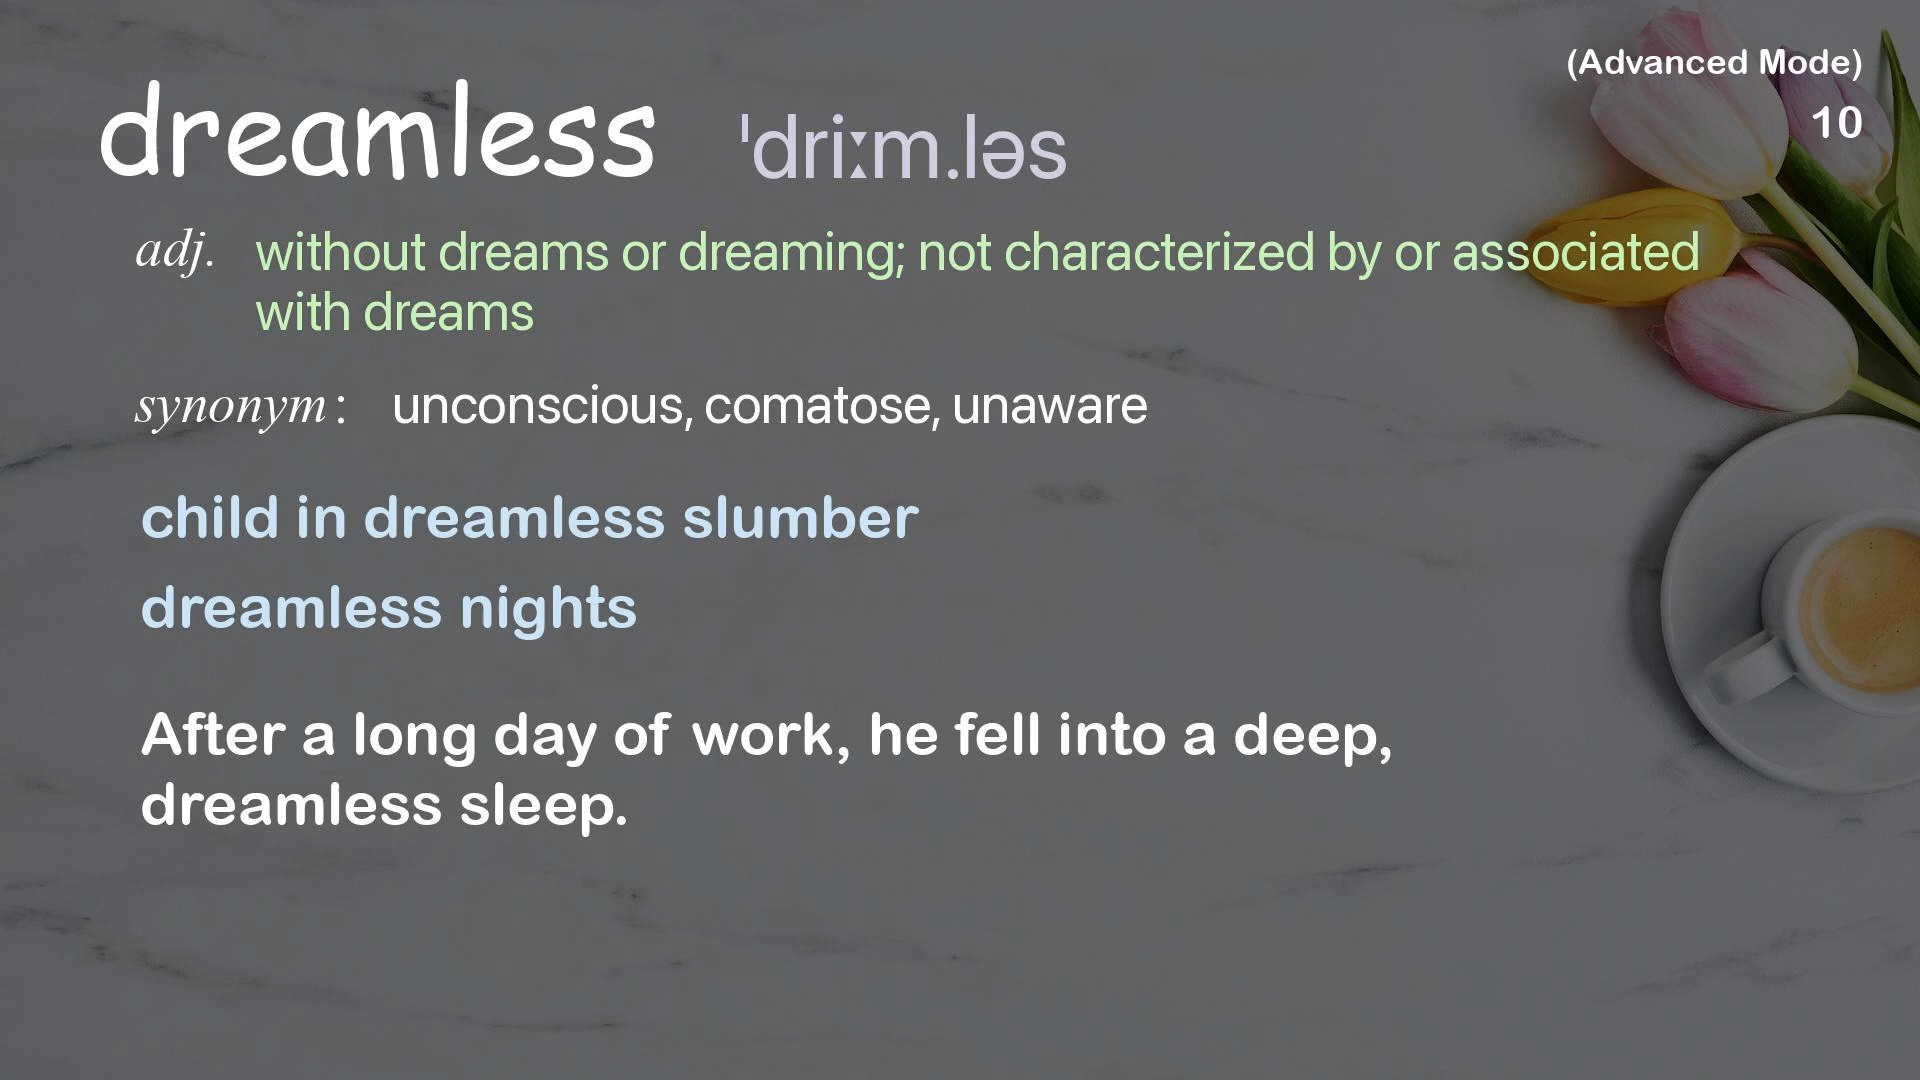 (Advanced Mode)
10
dreamless ˈdriːm.ləs
adj. without dreams or dreaming; not characterized by or associated
with dreams
synonym: unconscious, comatose, unaware
child in dreamless slumber
dreamless nights
After a long day of work, he fell into a deep,
dreamless sleep.